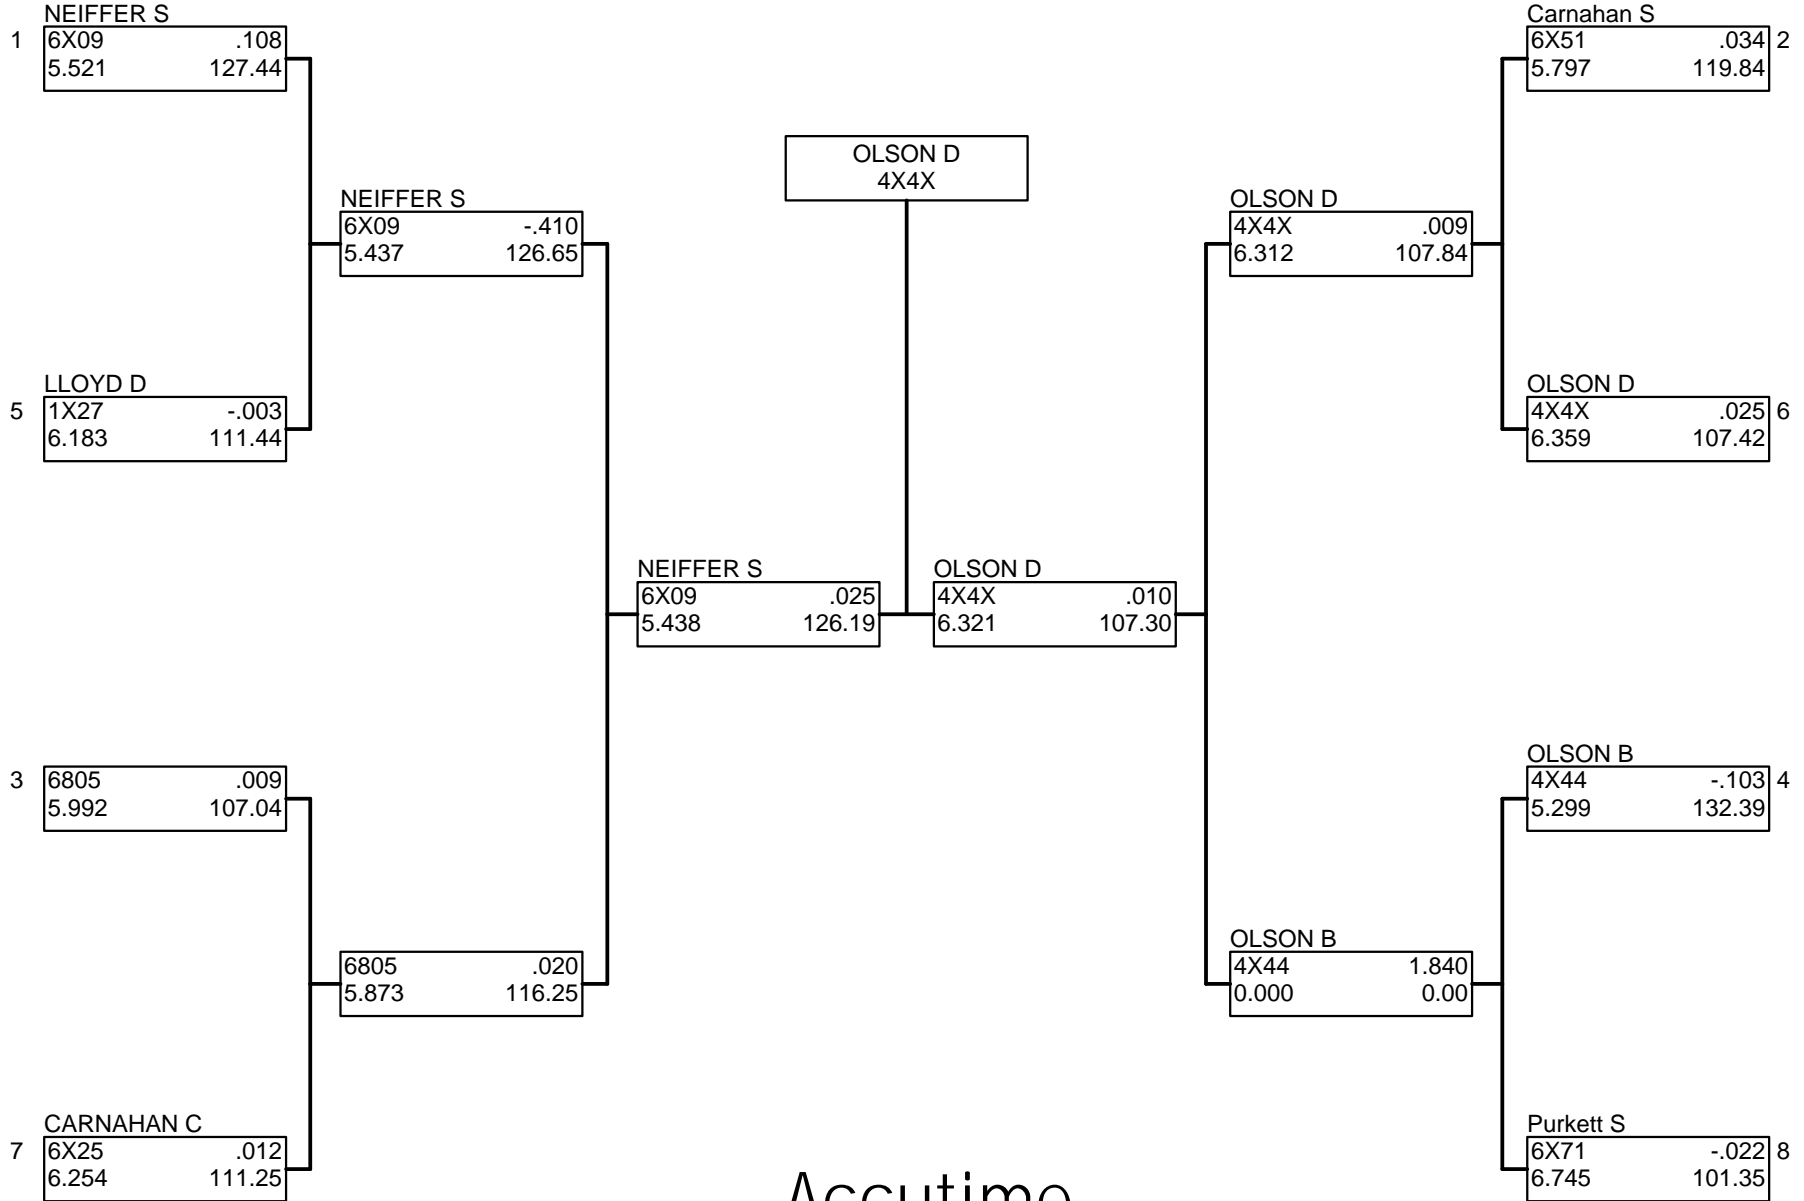 NEIFFER S
1 6X09 .108
5.521 127.44
Carnahan S
6X51 .034 2
5.797 119.84
OLSON D
4X4X
NEIFFER S
6X09 -.410
5.437 126.65
OLSON D
4X4X .009
6.312 107.84
LLOYD D
5 1X27 -.003
6.183 111.44
OLSON D
4X4X .025 6
6.359 107.42
NEIFFER S
6X09 .025
5.438 126.19
OLSON D
4X4X .010
6.321 107.30
3 6805 .009
5.992 107.04
OLSON B
4X44 -.103 4
5.299 132.39
6805 .020
5.873 116.25
OLSON B
4X44 1.840
0.000 0.00
CARNAHAN C
7 6X25 .012
6.254 111.25
Purkett S
6X71 -.022 8
6.745 101.35
Accutime